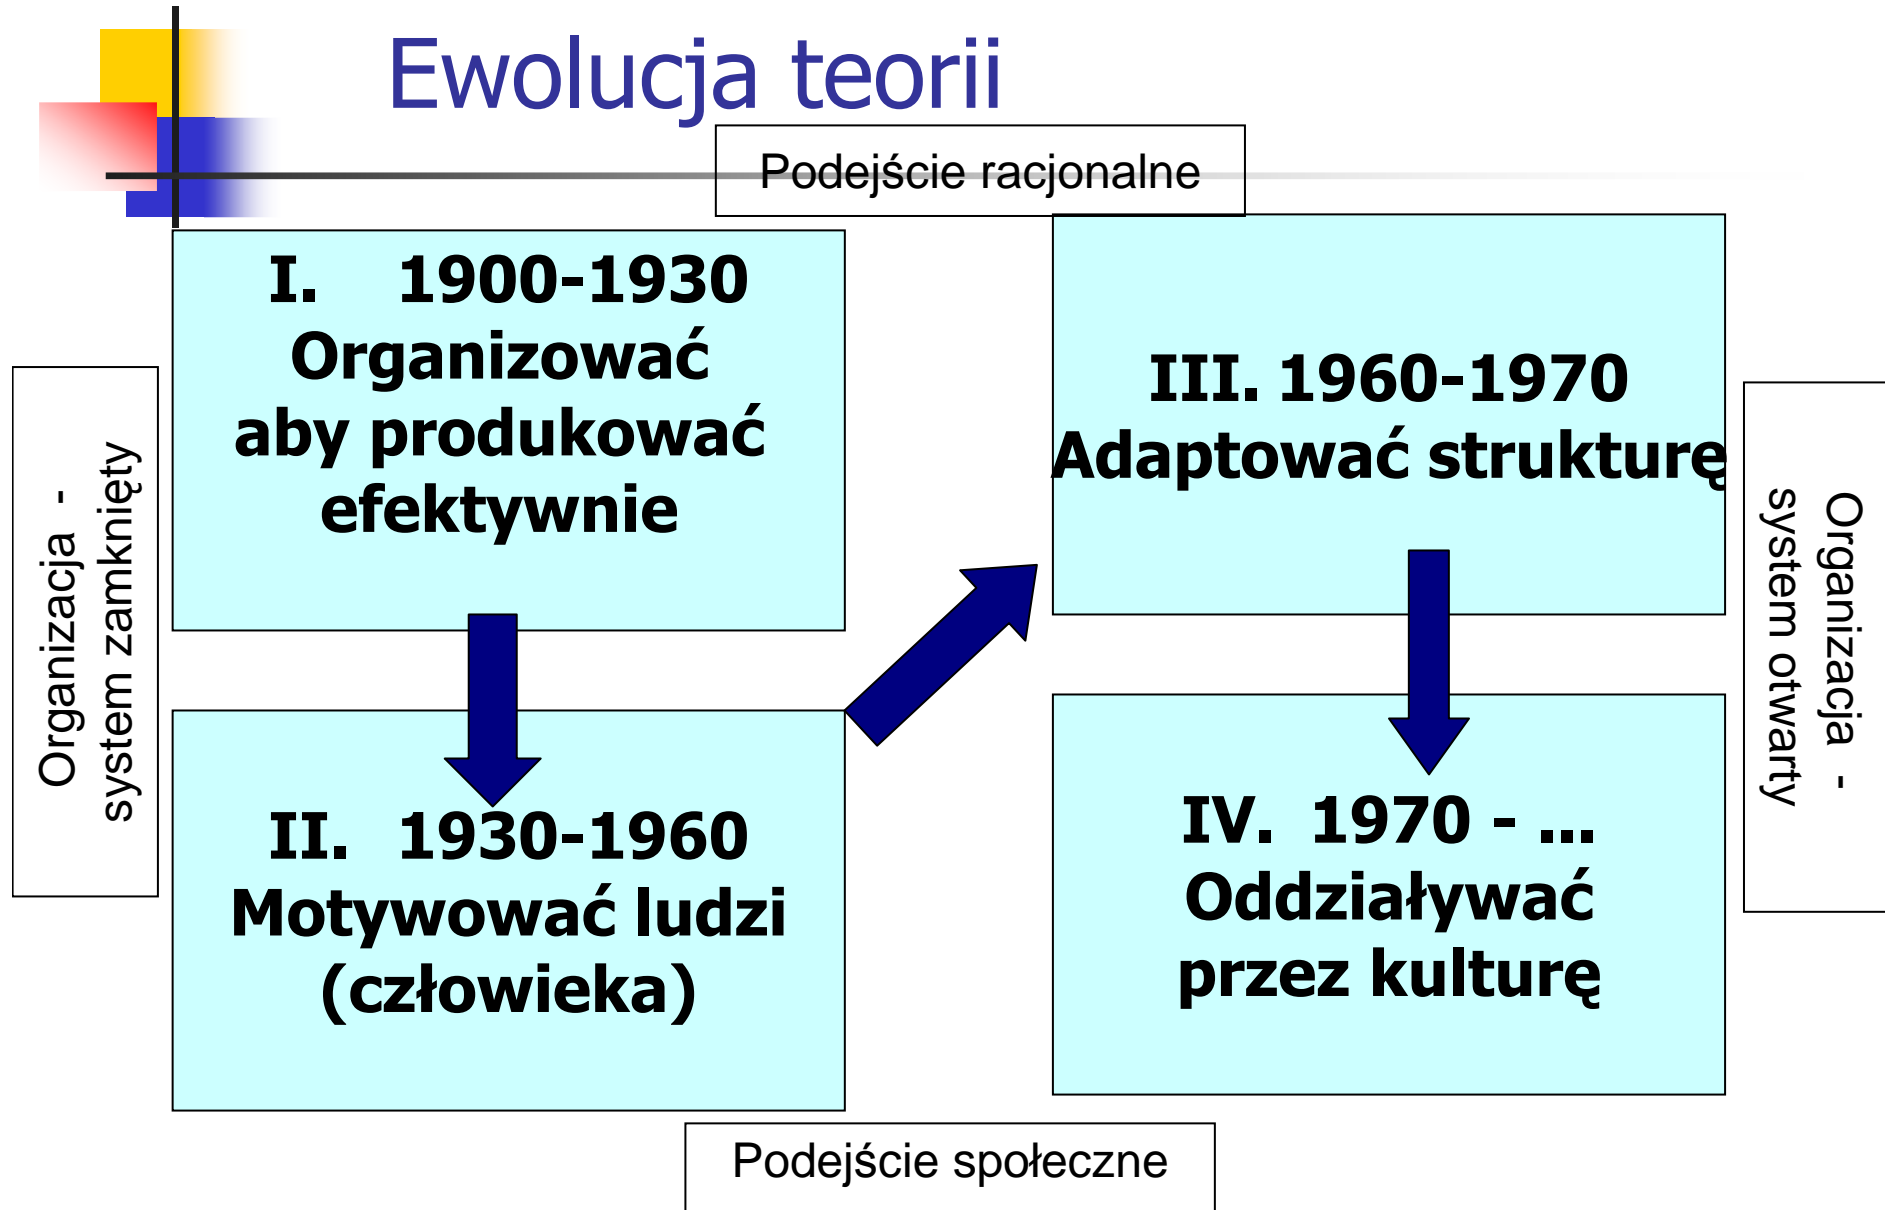 Ewolucja teorii
Podejście racjonalne
I. 1900-1930
Organizować
aby produkować
efektywnie
III. 1960-1970
Adaptować strukturę
Organizacja -
system zamknięty
Organizacja -
system otwarty
II. 1930-1960
Motywować ludzi
(człowieka)
IV. 1970 - ...
Oddziaływać
przez kulturę
Podejście społeczne